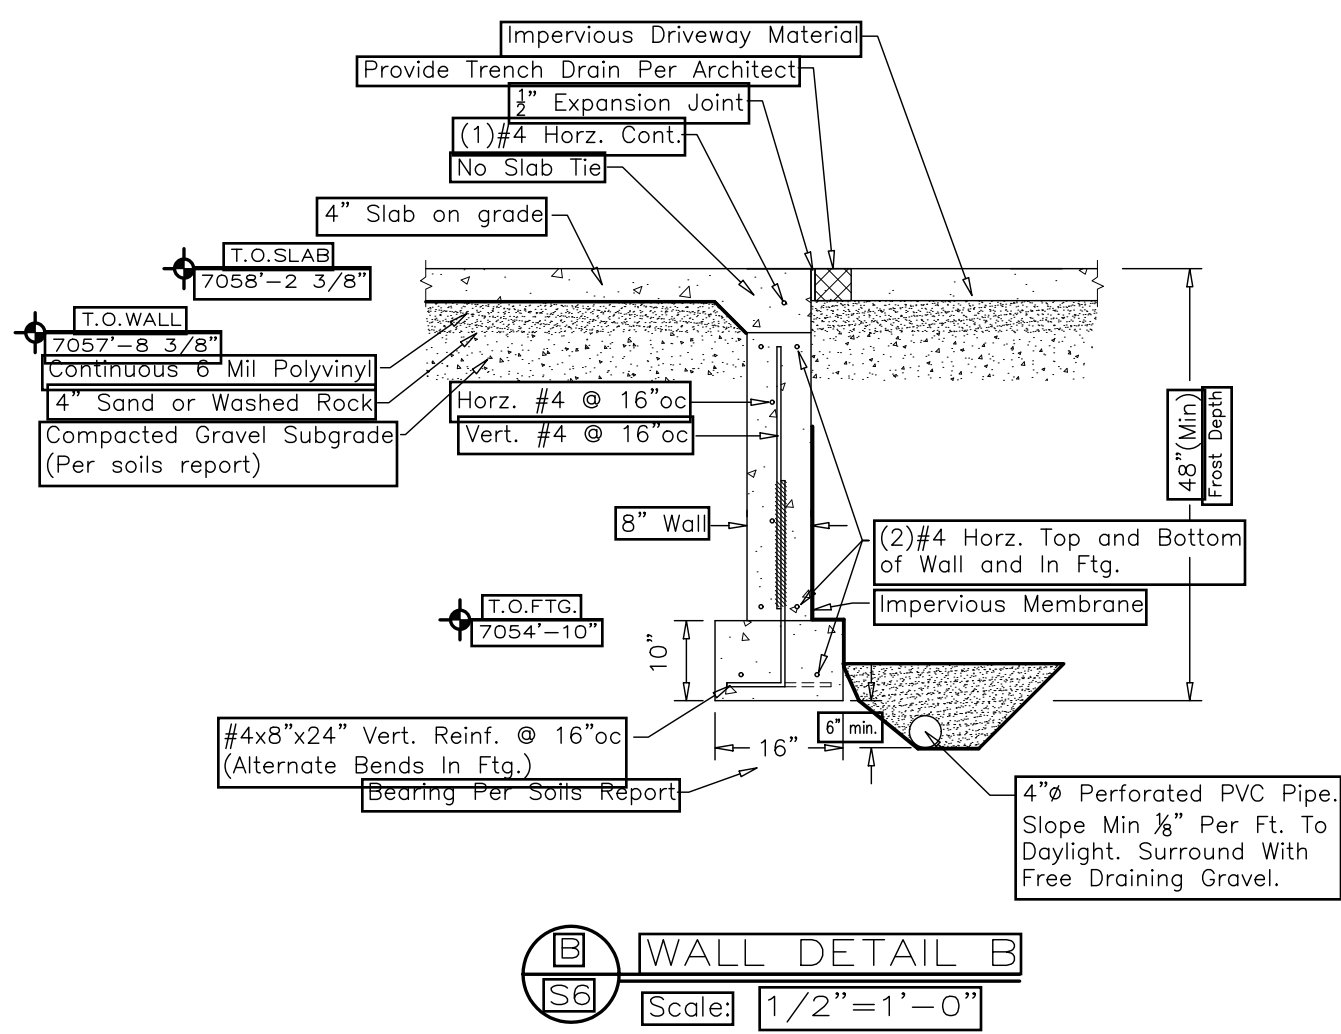 Impervious Driveway Material
Provide Trench Drain Per Architect
½" Expansion Joint
(1)#4 Horz. Cont.
No Slab Tie
4" Slab on grade
T.O.SLAB
7058'-2 3/8"
T.O.WALL
7057'-8 3/8"
Continuous 6 Mil Polyvinyl
4" Sand or Washed Rock
Compacted Gravel Subgrade
(Per soils report)
Horz. #4 @ 16"oc
Vert. #4 @ 16"oc
48"(Min)
Frost Depth
8" Wall
(2)#4 Horz. Top and Bottom
of Wall and In Ftg.
Impervious Membrane
T.O.FTG.
7054'-10"
10"
6" min.
16"
#4x8"x24" Vert. Reinf. @ 16"oc
(Alternate Bends In Ftg.)
Bearing Per Soils Report
4"ø Perforated PVC Pipe.
Slope Min ⅛" Per Ft. To
Daylight. Surround With
Free Draining Gravel.
B
S6
WALL DETAIL B
Scale: 1/2"=1'-0"